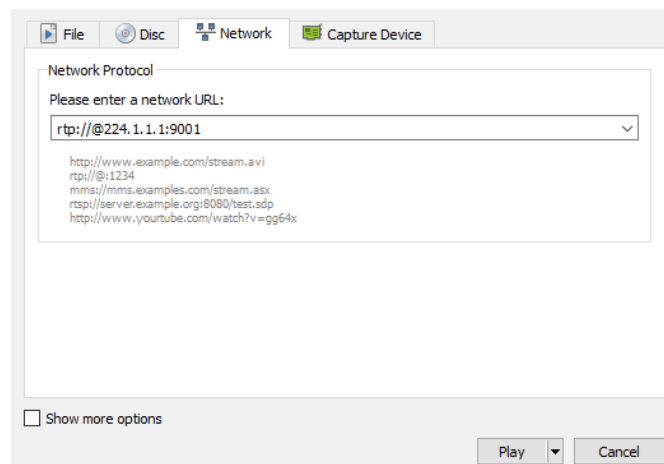 File Disc Network Capture Device
Network Protocol
Please enter a network URL:
rtp://@224.1.1.1:9001
http://www.example.com/stream.avi
rtp://@:1234
mms://mms.examples.com/stream.asx
rtsp://server.example.org:8080/test.sdp
http://www.yourtube.com/watch?v=gg64x
Show more options
Play Cancel